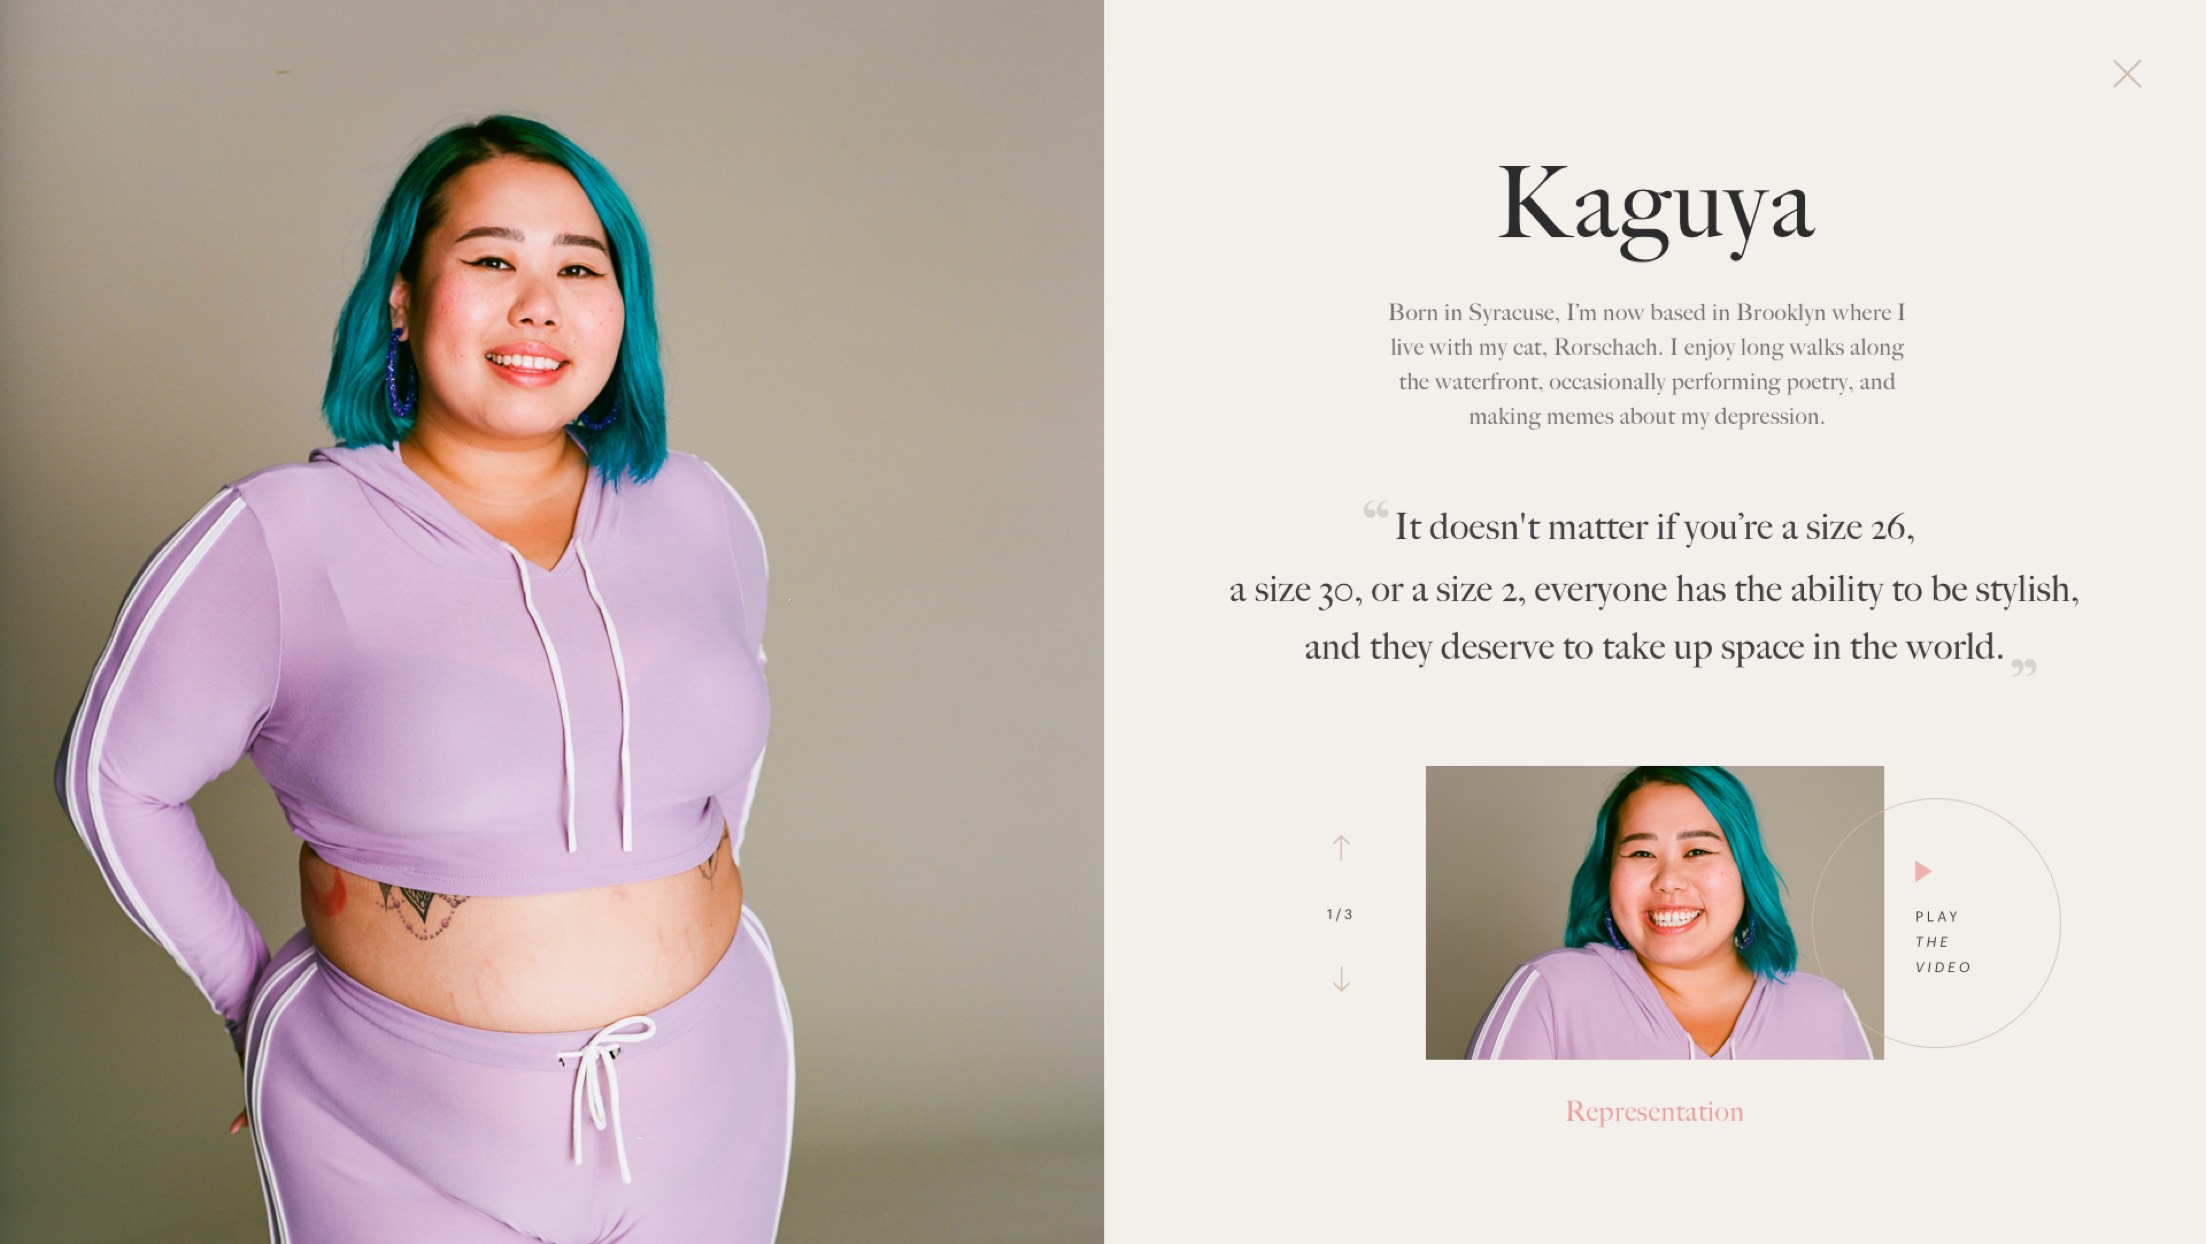 Kaguya
Born in Syracuse, I’m now based in Brooklyn where I
live with my cat, Rorschach. I enjoy long walks along
the waterfront, occasionally performing poetry, and
making memes about my depression.
“It doesn't matter if you’re a size 26,
a size 30, or a size 2, everyone has the ability to be stylish,
and they deserve to take up space in the world.”
1/3
PLAY
THE
VIDEO
Representation